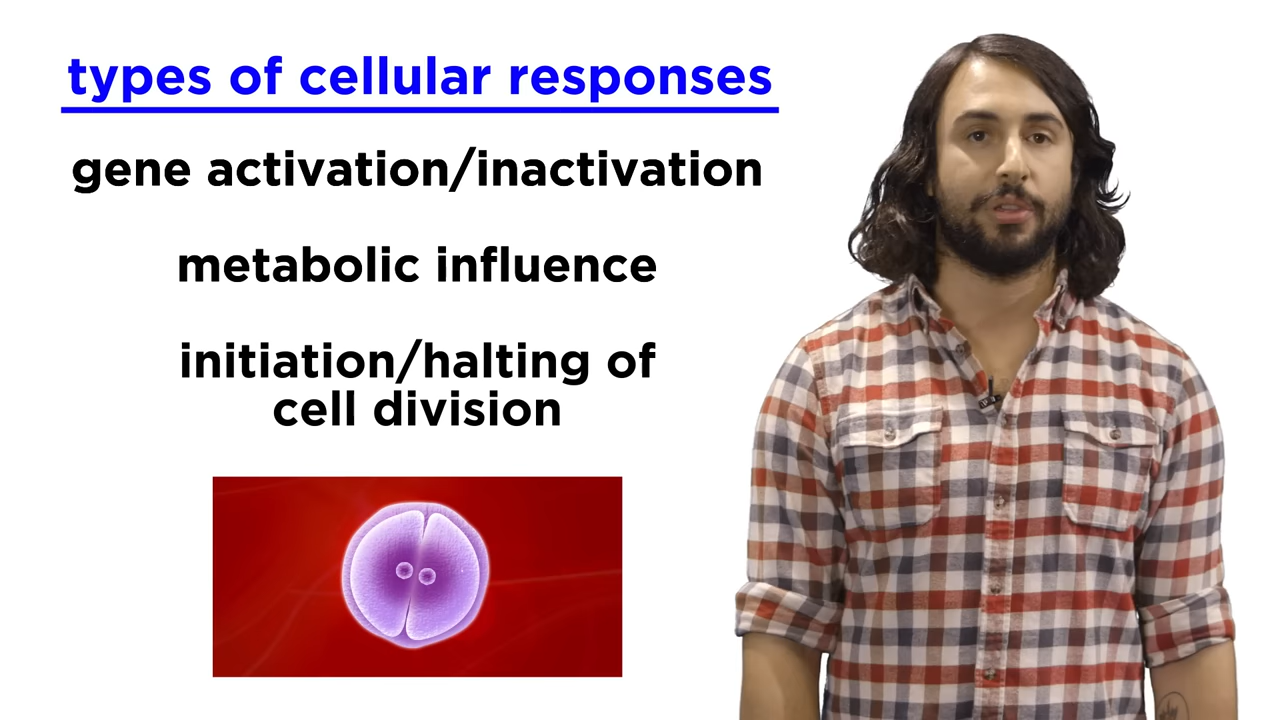 types of cellular responses
gene activation/inactivation
metabolic influence
initiation/halting of
cell division